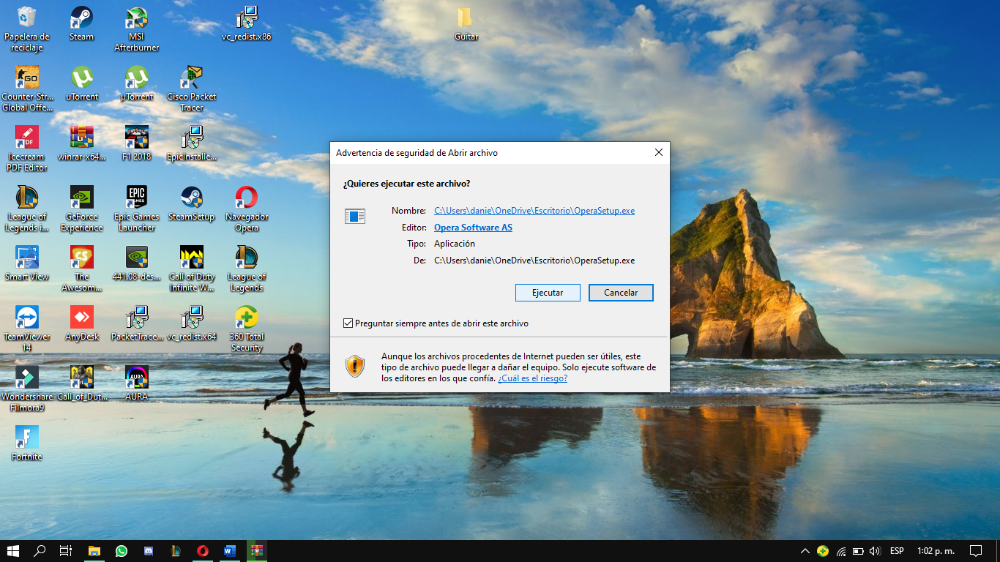 Papelera de
reciclaje
Steam
MSI
Afterburner
vc_redist.x86
Guitar
GO
Counter-Str...
Global Offe...
uTorrent
µTorrent
Cisco Packet
Tracer
PDF
Icecream
PDF Editor
winrar-x64...
F1 2018
EpicInstalle...
League of
Legends i...
GeForce
Experience
EPIC
GAMES
Epic Games
Launcher
SteamSetup
Navegador
Opera
Smart View
CS
The
Awesom...
441.08-des...
Call of Duty
Infinite W...
League of
Legends
TeamViewer
14
AnyDesk
PacketTrace...
vc_redist.x64
360 Total
Security
Wondershare
Filmora9
Call_of_Dut...
AURA
AURA
F
Fortnite
Advertencia de seguridad de Abrir archivo
¿Quieres ejecutar este archivo?
Nombre: C:\Users\danie\OneDrive\Escritorio\OperaSetup.exe
Editor: Opera Software AS
Tipo: Aplicación
De: C:\Users\danie\OneDrive\Escritorio\OperaSetup.exe
Ejecutar Cancelar
Preguntar siempre antes de abrir este archivo
Aunque los archivos procedentes de Internet pueden ser útiles, este
tipo de archivo puede llegar a dañar el equipo. Solo ejecute software de
los editores en los que confía. ¿Cuál es el riesgo?
ESP 1:02 p. m.